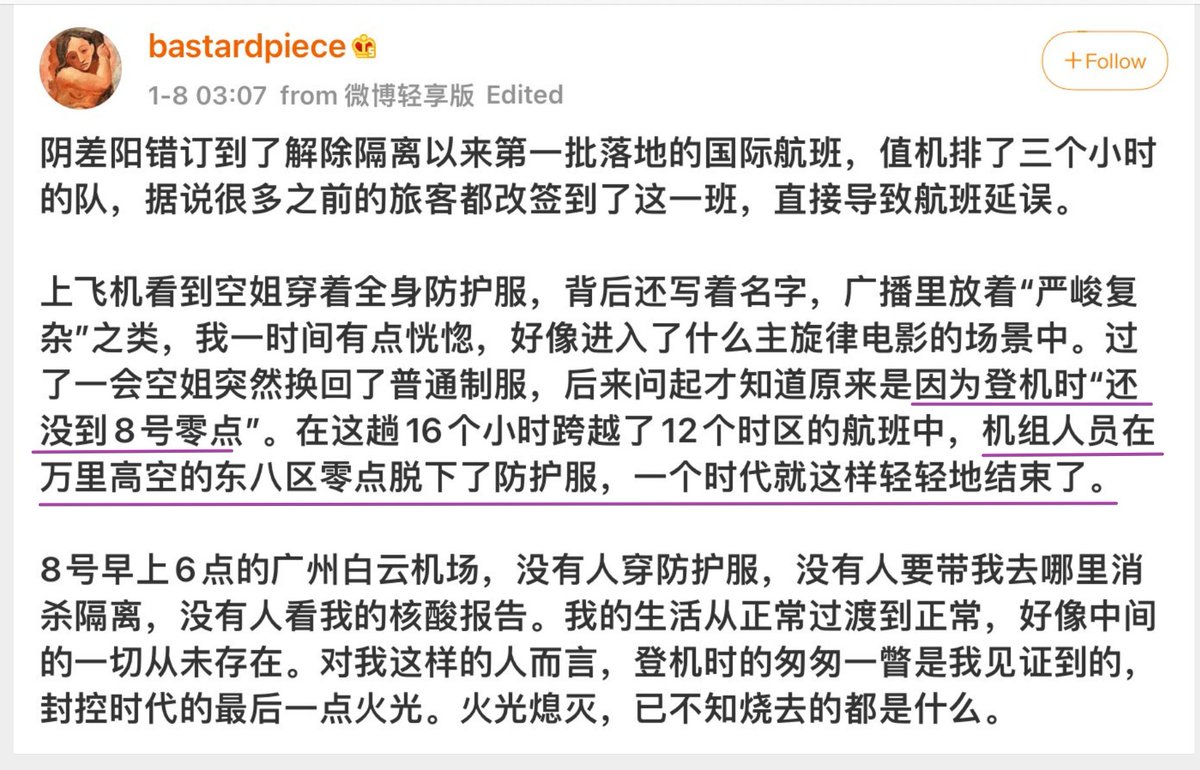 bastardpiece
+Follow
1-8 03:07 from 微博轻享版 Edited
阴差阳错订到了解除隔离以来第一批落地的国际航班，值机排了三个小时
的队，据说很多之前的旅客都改签到了这一班，直接导致航班延误。
上飞机看到空姐穿着全身防护服，背后还写着名字，广播里放着“严峻复
杂”之类，我一时间有点恍惚，好像进入了什么主旋律电影的场景中。过
了一会空姐突然换回了普通制服，后来问起才知道原来是因为登机时“还
没到8号零点”。在这趟16个小时跨越了12个时区的航班中，机组人员在
万里高空的东八区零点脱下了防护服，一个时代就这样轻轻地结束了。
8号早上6点的广州白云机场，没有人穿防护服，没有人要带我去哪里消
杀隔离，没有人看我的核酸报告。我的生活从正常过渡到正常，好像中间
的一切从未存在。对我这样的人而言，登机时的匆匆一瞥是我见证到的，
封控时代的最后一点火光。火光熄灭，已不知烧去的都是什么。